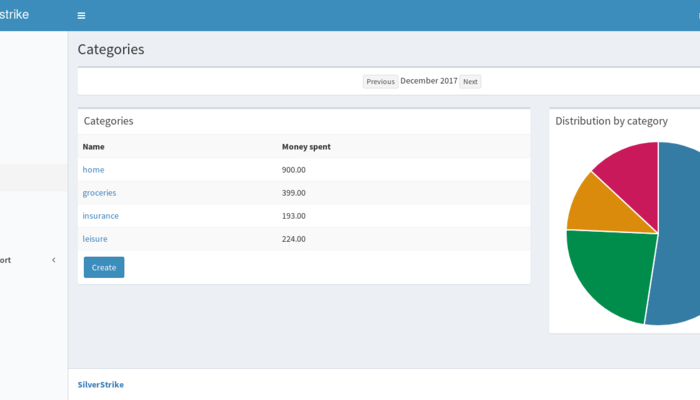 strike
Categories
Previous December 2017 Next
Categories
Name Money spent
home 900.00
groceries 399.00
insurance 193.00
leisure 224.00
Create
Distribution by category
ort
SilverStrike